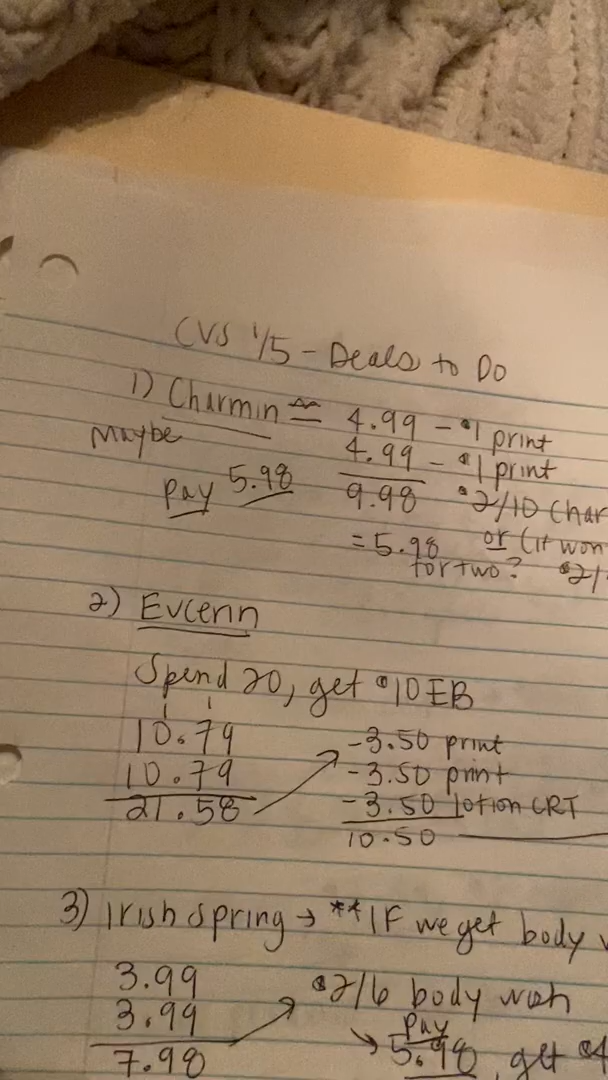 CVS 1/5 - Deals to Do
1) Charmin = 4.99 - $1 print
Maybe 4.99 - $1 print
Pay 5.98 9.98 $2/10 Char
= 5.98 or (it won
for two? $2/
2) Evcerin
Spend 20, get $10 EB
10.79 -3.50 print
10.79 -3.50 print
21.58 -3.50 lotion CRT
10.50
3) Irish Spring → **IF we get body w
3.99 $2/6 body wash
3.99 pay
7.98 → 5.98, get $4